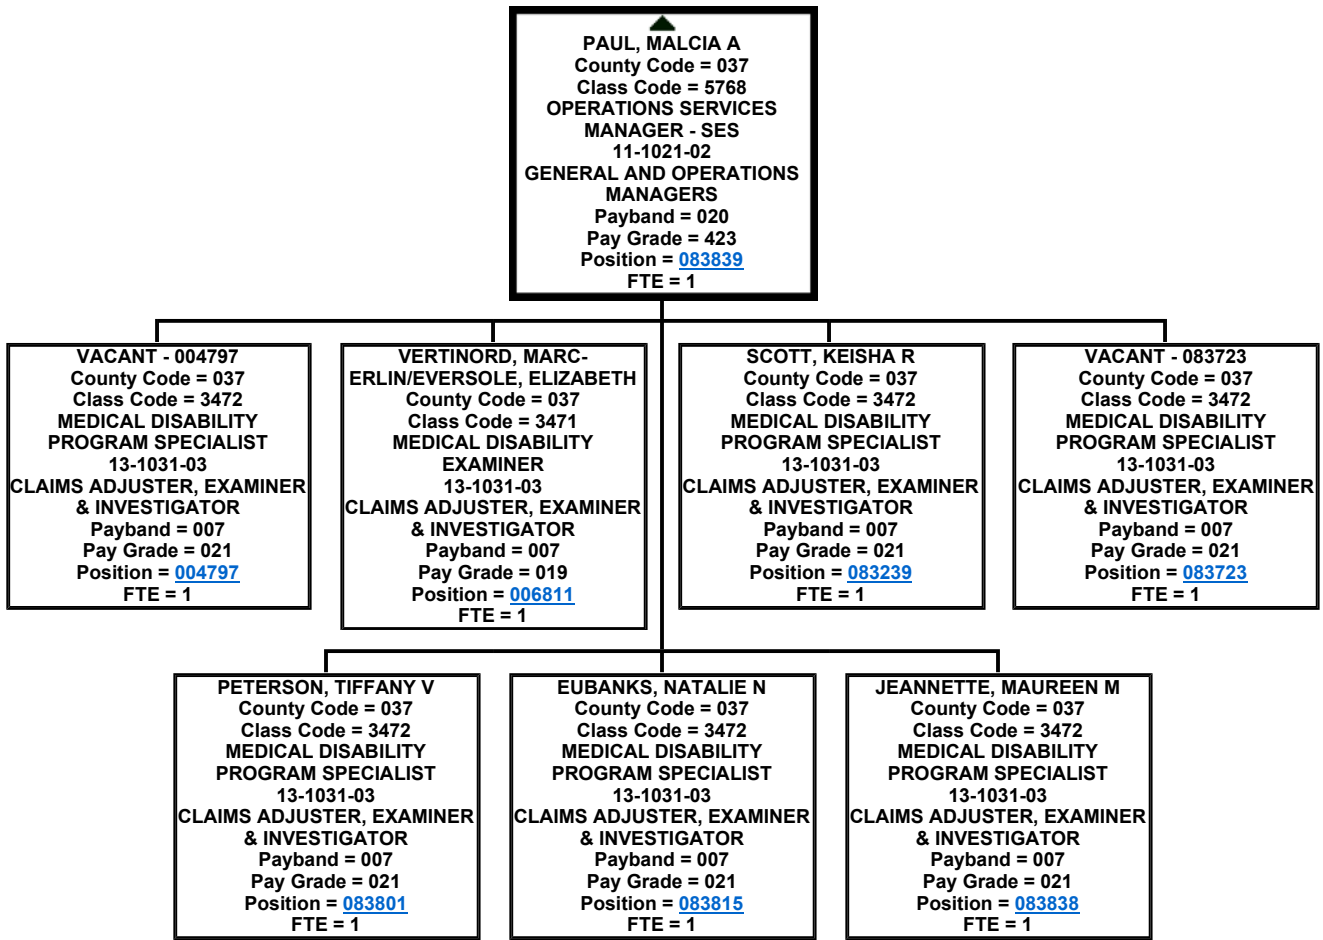 PAUL, MALCIA A
County Code = 037
Class Code = 5768
OPERATIONS SERVICES
MANAGER - SES
11-1021-02
GENERAL AND OPERATIONS
MANAGERS
Payband = 020
Pay Grade = 423
Position = 083839
FTE = 1
VACANT - 004797
County Code = 037
Class Code = 3472
MEDICAL DISABILITY
PROGRAM SPECIALIST
13-1031-03
CLAIMS ADJUSTER, EXAMINER
& INVESTIGATOR
Payband = 007
Pay Grade = 021
Position = 004797
FTE = 1
VERTINORD, MARC-
ERLIN/EVERSOLE, ELIZABETH
County Code = 037
Class Code = 3471
MEDICAL DISABILITY
EXAMINER
13-1031-03
CLAIMS ADJUSTER, EXAMINER
& INVESTIGATOR
Payband = 007
Pay Grade = 019
Position = 006811
FTE = 1
SCOTT, KEISHA R
County Code = 037
Class Code = 3472
MEDICAL DISABILITY
PROGRAM SPECIALIST
13-1031-03
CLAIMS ADJUSTER, EXAMINER
& INVESTIGATOR
Payband = 007
Pay Grade = 021
Position = 083239
FTE = 1
VACANT - 083723
County Code = 037
Class Code = 3472
MEDICAL DISABILITY
PROGRAM SPECIALIST
13-1031-03
CLAIMS ADJUSTER, EXAMINER
& INVESTIGATOR
Payband = 007
Pay Grade = 021
Position = 083723
FTE = 1
PETERSON, TIFFANY V
County Code = 037
Class Code = 3472
MEDICAL DISABILITY
PROGRAM SPECIALIST
13-1031-03
CLAIMS ADJUSTER, EXAMINER
& INVESTIGATOR
Payband = 007
Pay Grade = 021
Position = 083801
FTE = 1
EUBANKS, NATALIE N
County Code = 037
Class Code = 3472
MEDICAL DISABILITY
PROGRAM SPECIALIST
13-1031-03
CLAIMS ADJUSTER, EXAMINER
& INVESTIGATOR
Payband = 007
Pay Grade = 021
Position = 083815
FTE = 1
JEANNETTE, MAUREEN M
County Code = 037
Class Code = 3472
MEDICAL DISABILITY
PROGRAM SPECIALIST
13-1031-03
CLAIMS ADJUSTER, EXAMINER
& INVESTIGATOR
Payband = 007
Pay Grade = 021
Position = 083838
FTE = 1